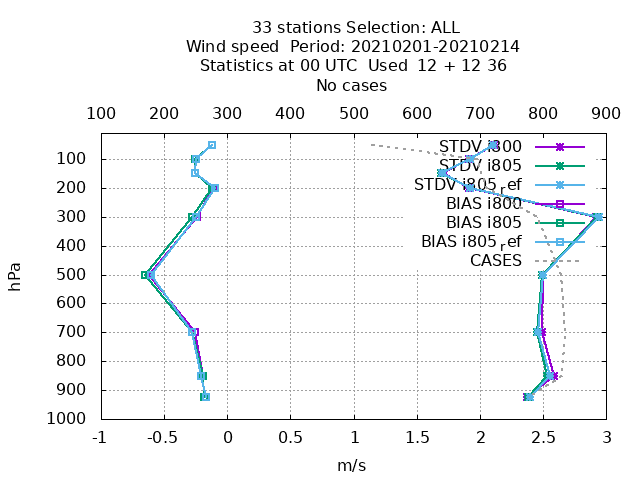 33 stations Selection: ALL
Wind speed Period: 20210201-20210214
Statistics at 00 UTC Used 12 + 12 36
No cases
100 200 300 400 500 600 700 800 900
STDV i800
STDV i805
STDV i805ref
BIAS i800
BIAS i805
BIAS i805ref
CASES
hPa
100
200
300
400
500
600
700
800
900
1000
-1 -0.5 0 0.5 1 1.5 2 2.5 3
m/s